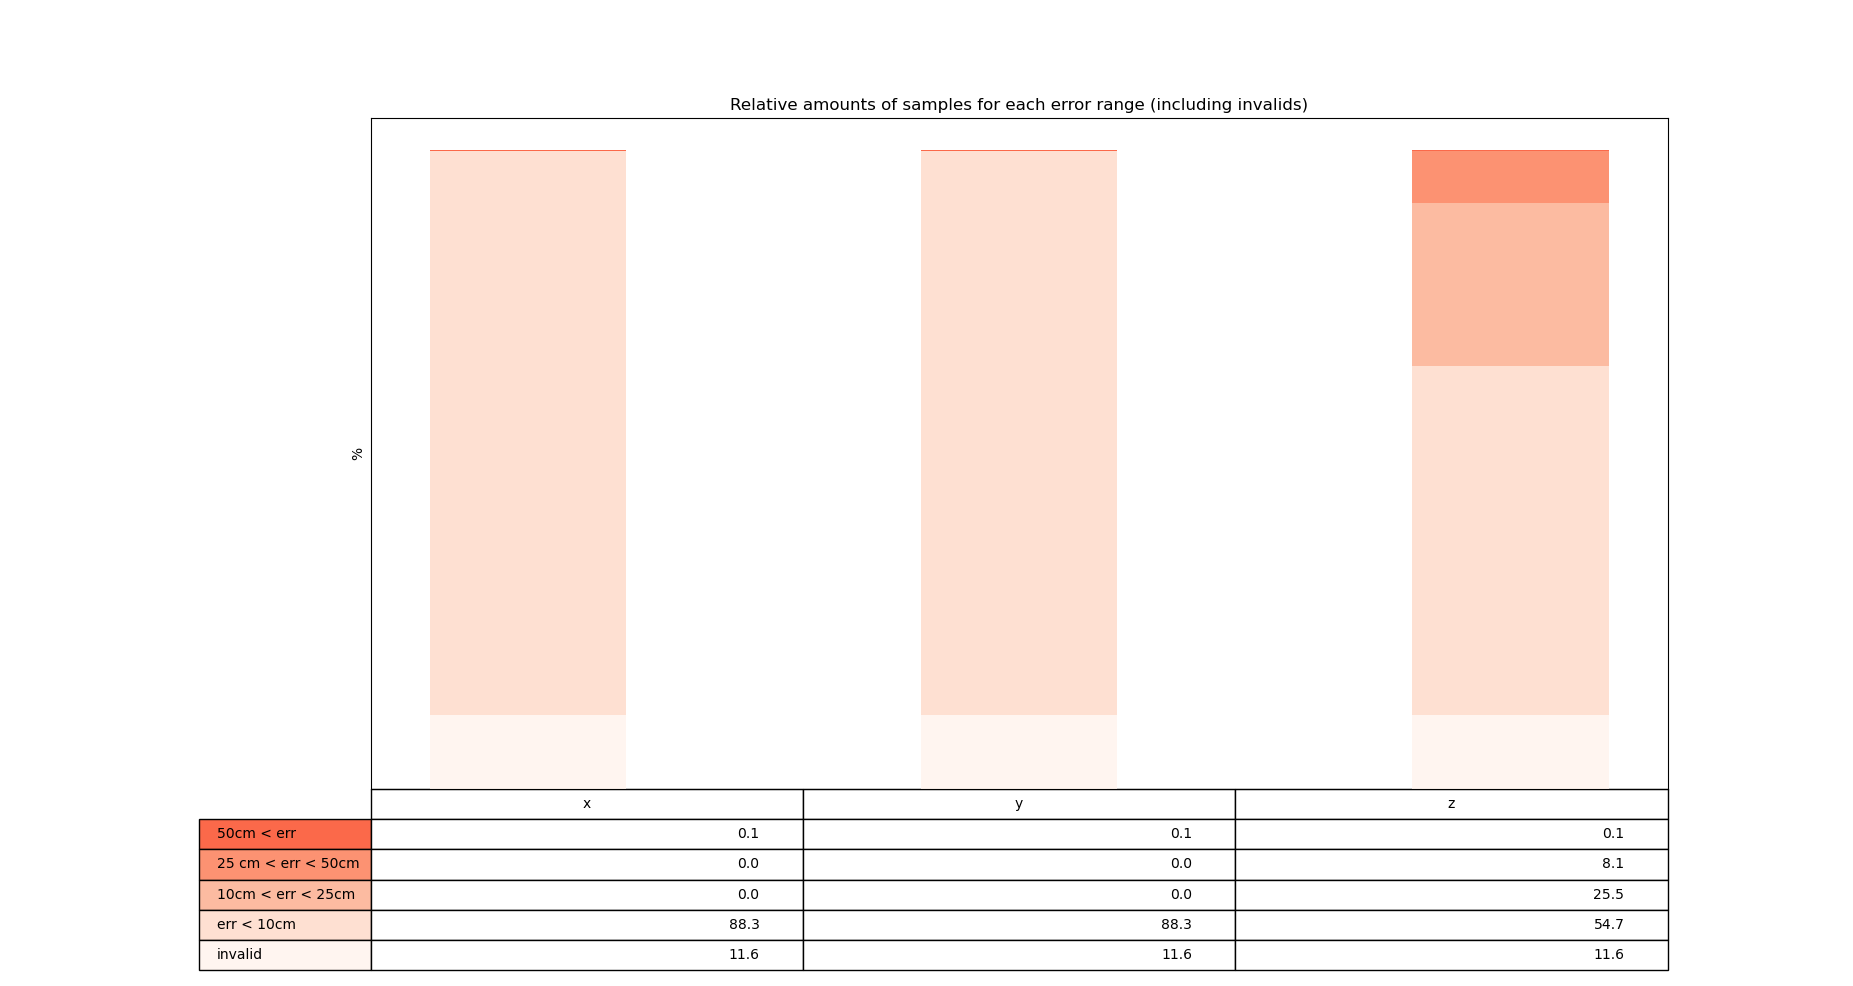 Relative amounts of samples for each error range (including invalids)
%
x y z
50cm < err 0.1 0.1 0.1
25 cm < err < 50cm 0.0 0.0 8.1
10cm < err < 25cm 0.0 0.0 25.5
err < 10cm 88.3 88.3 54.7
invalid 11.6 11.6 11.6